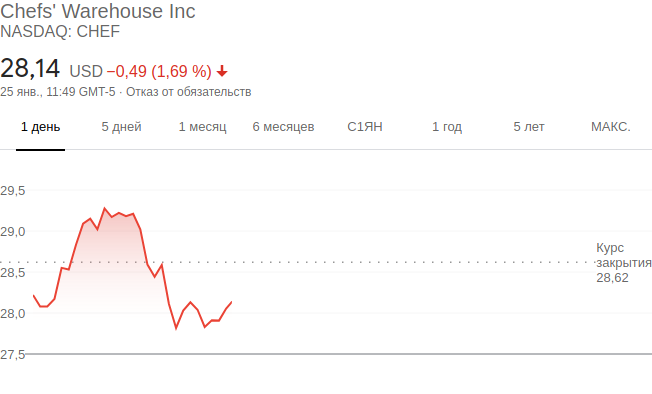 Chefs' Warehouse Inc
NASDAQ: CHEF
28,14 USD −0,49 (1,69 %)
25 янв., 11:49 GMT-5 · Отказ от обязательств
1 день 5 дней 1 месяц 6 месяцев С1ЯН 1 год 5 лет МАКС.
29,5
29,0
Курс
закрытия
28,62
28,5
28,0
27,5